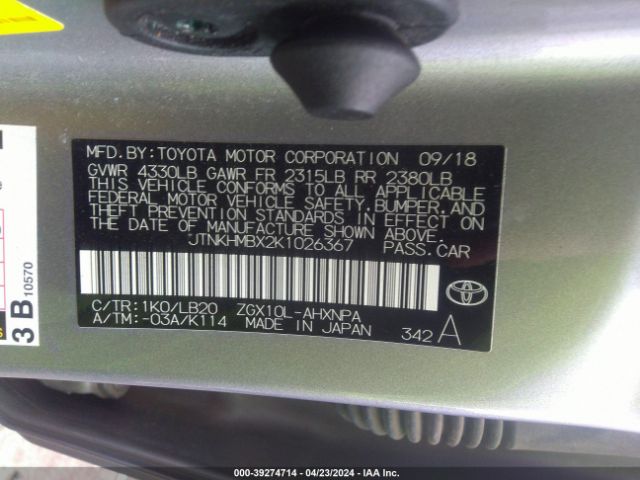 MFD.BY:TOYOTA MOTOR CORPORATION 09/18
GVWR 4330LB GAWR FR 2315LB RR 2380LB
THIS VEHICLE CONFORMS TO ALL APPLICABLE
FEDERAL MOTOR VEHICLE SAFETY, BUMPER, AND
THEFT PREVENTION STANDARDS IN EFFECT ON
THE DATE OF MANUFACTURE SHOWN ABOVE.
JTNKHMBX2K1026367 PASS.CAR
C/TR:1K0/LB20 ZGX10L-AHXNPA
A/TM:-03A/K114 MADE IN JAPAN 342A
TOYOTA
3 B
10570
000-39274714 - 04/23/2024 - IAA Inc.